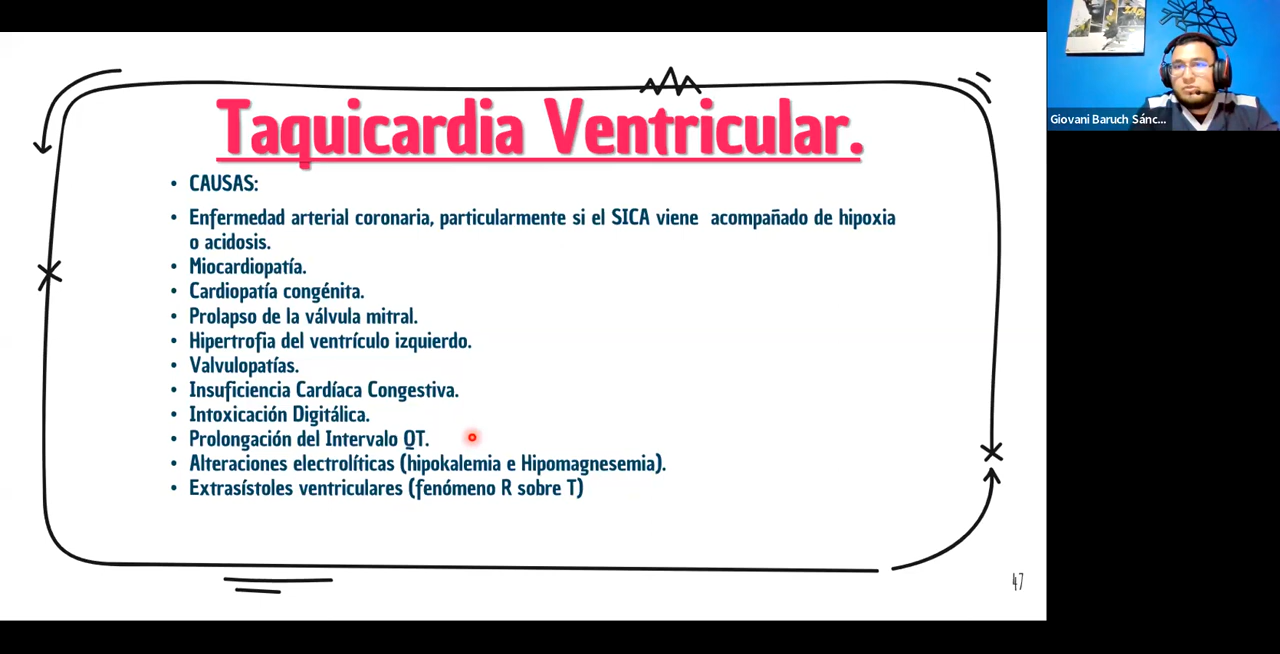 Taquicardia Ventricular.
• CAUSAS:
• Enfermedad arterial coronaria, particularmente si el SICA viene acompañado de hipoxia
o acidosis.
• Miocardiopatía.
• Cardiopatía congénita.
• Prolapso de la válvula mitral.
• Hipertrofia del ventrículo izquierdo.
• Valvulopatías.
• Insuficiencia Cardíaca Congestiva.
• Intoxicación Digitálica.
• Prolongación del Intervalo QT.
• Alteraciones electrolíticas (hipokalemia e Hipomagnesemia).
• Extrasístoles ventriculares (fenómeno R sobre T)
47
Giovani Baruch Sánc...